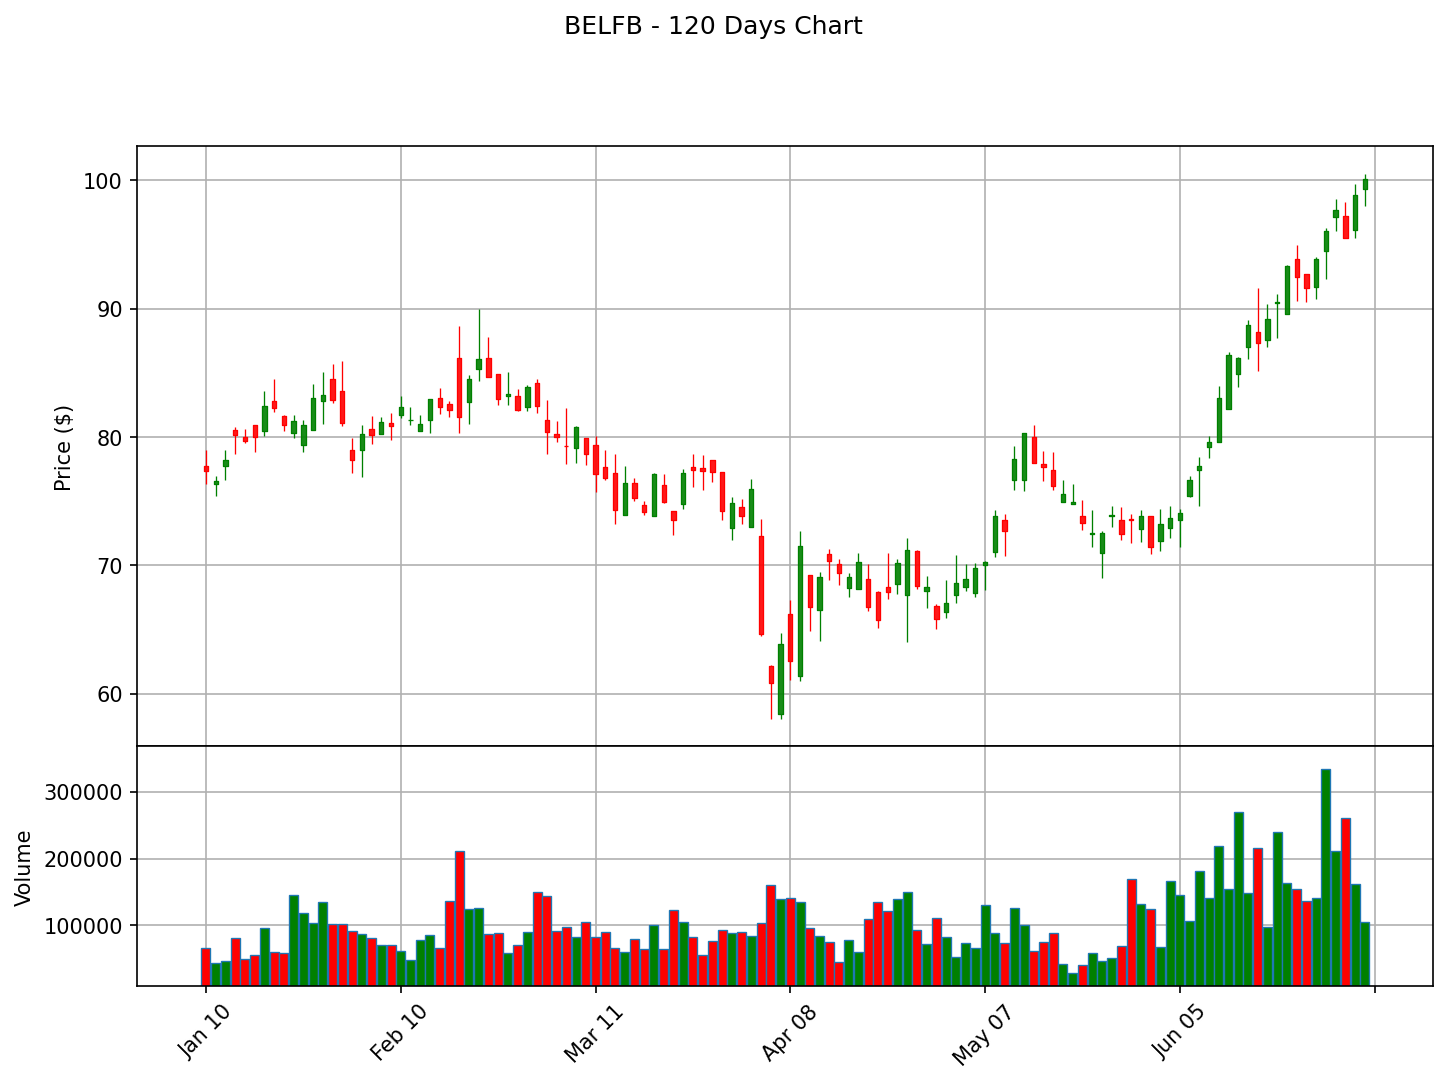 BELFB - 120 Days Chart
Price ($)
100
90
80
70
60
Volume
300000
200000
100000
Jan 10
Feb 10
Mar 11
Apr 08
May 07
Jun 05